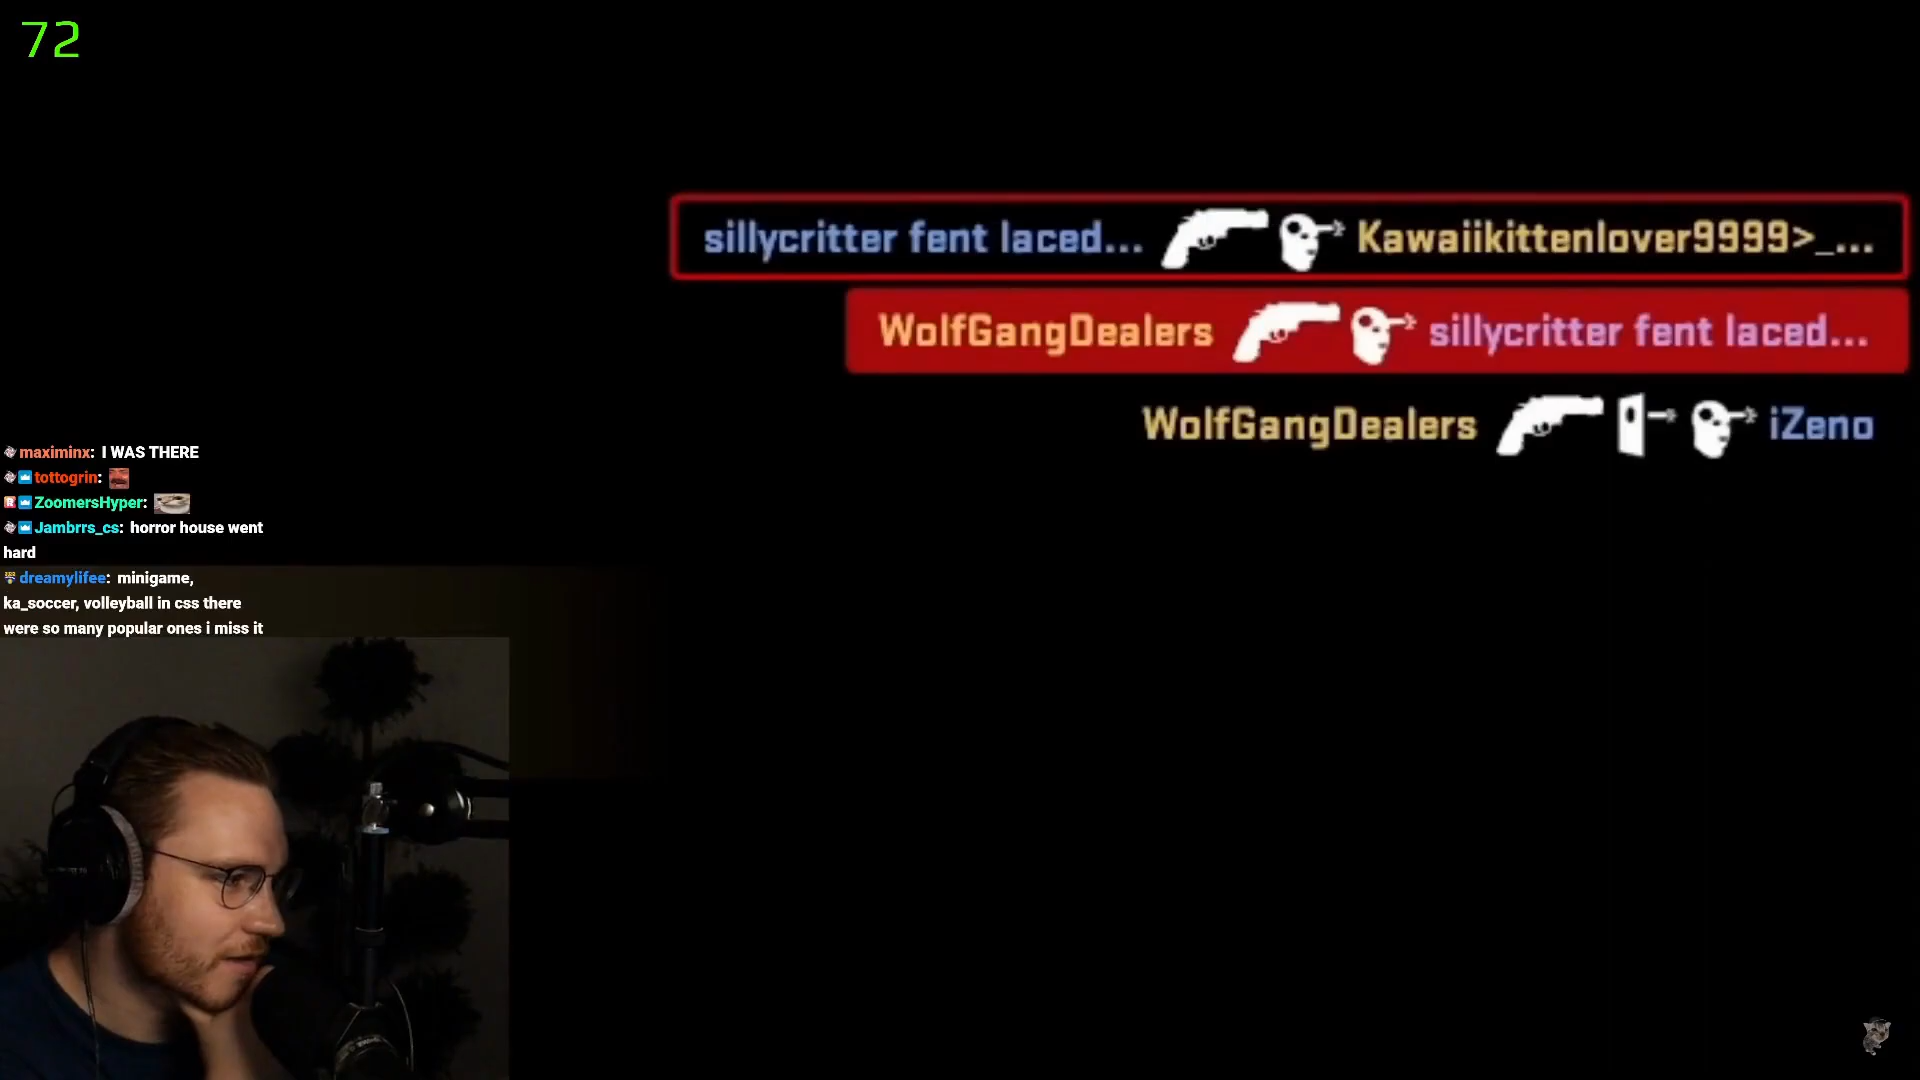 72
sillycritter fent laced... Kawaiikittenlover9999>_...
WolfGangDealers sillycritter fent laced...
WolfGangDealers iZeno
maximinx: I WAS THERE
tottogrin:
ZoomersHyper:
Jambrrs_cs: horror house went
hard
dreamylifee: minigame,
ka_soccer, volleyball in css there
were so many popular ones i miss it